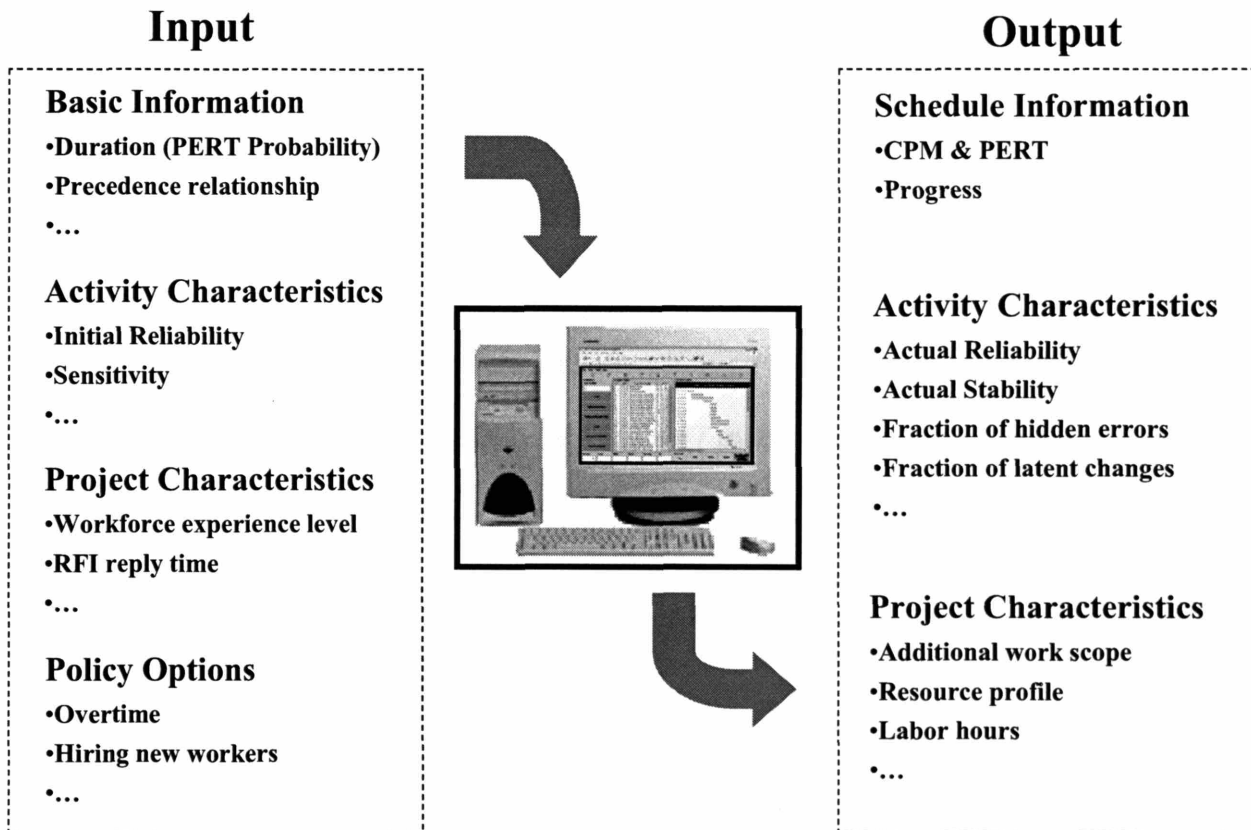 Input
Basic Information
•Duration (PERT Probability)
•Precedence relationship
•…
Activity Characteristics
•Initial Reliability
•Sensitivity
•…
Project Characteristics
•Workforce experience level
•RFI reply time
•…
Policy Options
•Overtime
•Hiring new workers
•…
Output
Schedule Information
•CPM & PERT
•Progress
Activity Characteristics
•Actual Reliability
•Actual Stability
•Fraction of hidden errors
•Fraction of latent changes
•…
Project Characteristics
•Additional work scope
•Resource profile
•Labor hours
•…